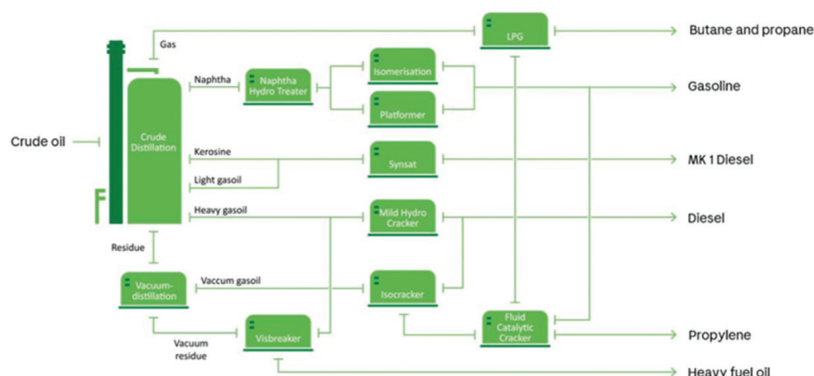 LPG
Butane and propane
Gas
Isomerisation
Naphtha
Naphtha
Hydro Treater
Gasoline
Platformer
Crude oil
Crude
Distillation
Kerosine
Synsat
MK 1 Diesel
Light gasoil
Heavy gasoil
Mild Hydro
Cracker
Diesel
Residue
Vacuum-
distillation
Vaccum gasoil
Isocracker
Fluid
Catalytic
Cracker
Propylene
Vacuum
residue
Visbreaker
Heavy fuel oil